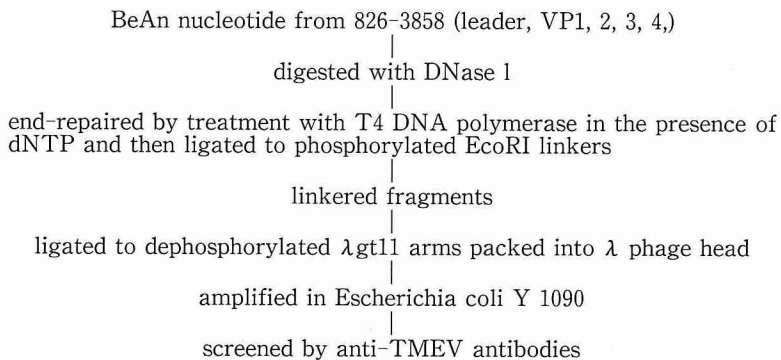 BeAn nucleotide from 826-3858 (leader, VP1, 2, 3, 4,)
digested with DNase l
end-repaired by treatment with T4 DNA polymerase in the presence of
dNTP and then ligated to phosphorylated EcoRI linkers
linkered fragments
ligated to dephosphorylated λgt11 arms packed into λ phage head
amplified in Escherichia coli Y 1090
screened by anti-TMEV antibodies